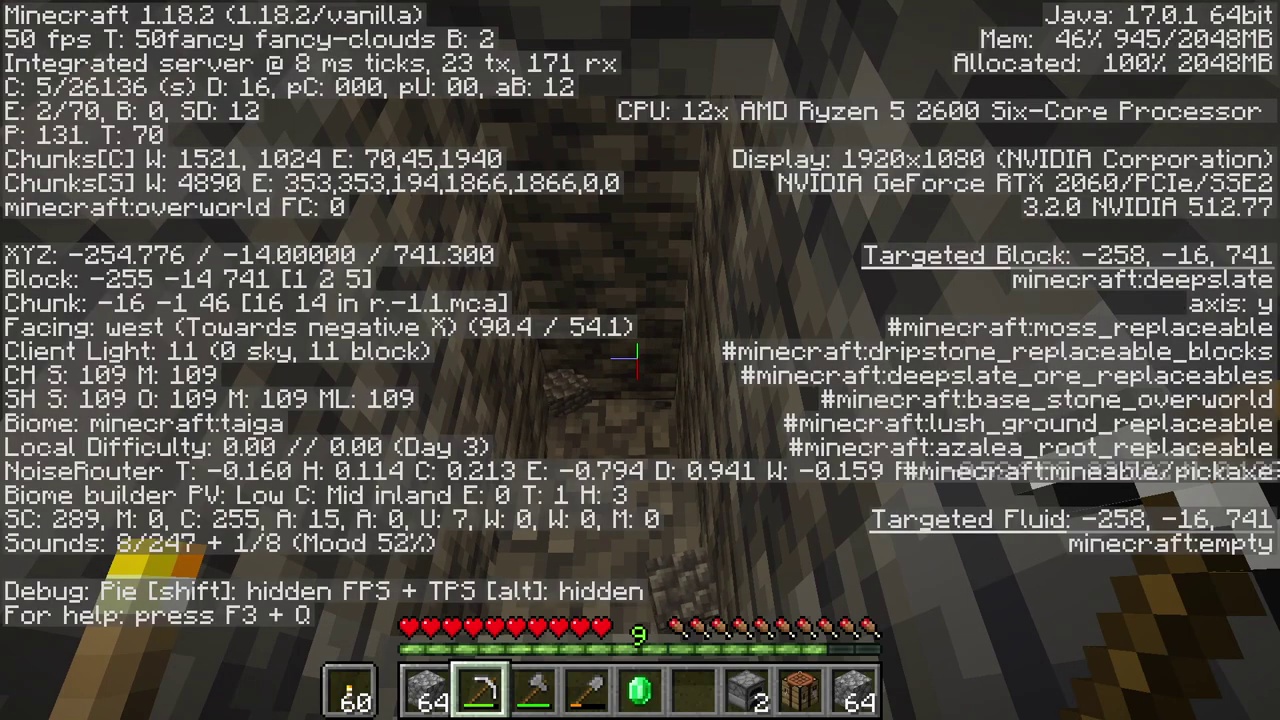 Minecraft 1.18.2 (1.18.2/vanilla)
50 fps T: 50fancy fancy-clouds B: 2
Integrated server @ 8 ms ticks, 23 tx, 171 rx
C: 5/26136 (s) D: 16, pC: 000, pU: 00, aB: 12
E: 2/70, B: 0, SD: 12
P: 131. T: 70
Chunks[C] W: 1521, 1024 E: 70,45,1940
Chunks[S] W: 4890 E: 353,353,194,1866,1866,0,0
minecraft:overworld FC: 0
XYZ: -254.776 / -14.00000 / 741.300
Block: -255 -14 741 [1 2 5]
Chunk: -16 -1 46 [16 14 in r.-1.1.mca]
Facing: west (Towards negative X) (90.4 / 54.1)
Client Light: 11 (0 sky, 11 block)
CH S: 109 M: 109
SH S: 109 O: 109 M: 109 ML: 109
Biome: minecraft:taiga
Local Difficulty: 0.00 // 0.00 (Day 3)
NoiseRouter T: -0.160 H: 0.114 C: 0.213 E: -0.794 D: 0.941 W: -0.159
Biome builder PV: Low C: Mid inland E: 0 T: 1 H: 3
SC: 289, M: 0, C: 255, A: 15, A: 0, U: 7, W: 0, W: 0, M: 0
Sounds: 8/247 + 1/8 (Mood 52%)
Debug: Pie [shift]: hidden FPS + TPS [alt]: hidden
For help: press F3 + Q
Java: 17.0.1 64bit
Mem: 46% 945/2048MB
Allocated: 100% 2048MB
CPU: 12x AMD Ryzen 5 2600 Six-Core Processor
Display: 1920x1080 (NVIDIA Corporation)
NVIDIA GeForce RTX 2060/PCIe/SSE2
3.2.0 NVIDIA 512.77
Targeted Block: -258, -16, 741
minecraft:deepslate
axis: y
#minecraft:moss_replaceable
#minecraft:dripstone_replaceable_blocks
#minecraft:deepslate_ore_replaceables
#minecraft:base_stone_overworld
#minecraft:lush_ground_replaceable
#minecraft:azalea_root_replaceable
#minecraft:mineable/pickaxe
Targeted Fluid: -258, -16, 741
minecraft:empty
9
60
64
2
64